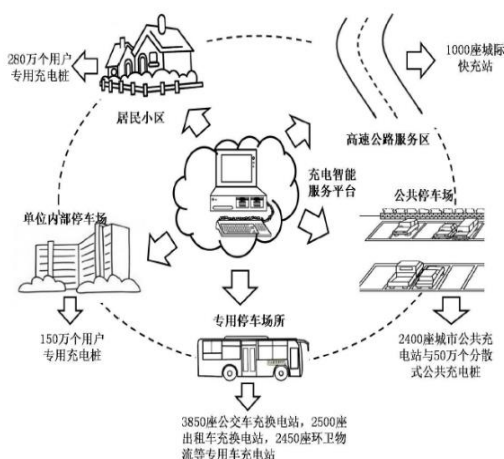 280万个用户
专用充电桩
居民小区
1000座城际
快充站
高速公路服务区
充电智能
服务平台
公共停车场
单位内部停车场
150万个用户
专用充电桩
专用停车场所
2400座城市公共充
电站与50万个分散
式公共充电桩
3850座公交车充换电站，2500座
出租车充换电站，2450座环卫物
流等专用车充电站